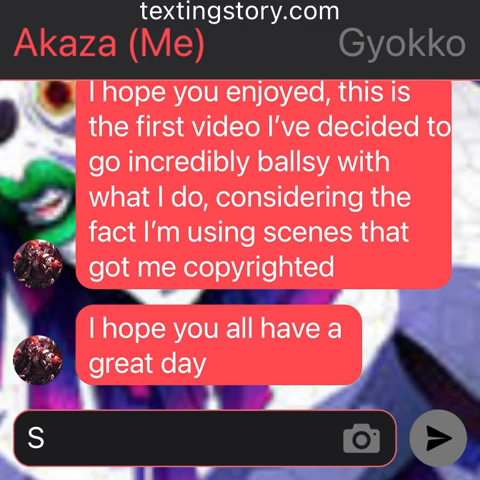 textingstory.com
Akaza (Me) Gyokko
I hope you enjoyed, this is
the first video I've decided to
go incredibly ballsy with
what I do, considering the
fact I'm using scenes that
got me copyrighted
I hope you all have a
great day
S